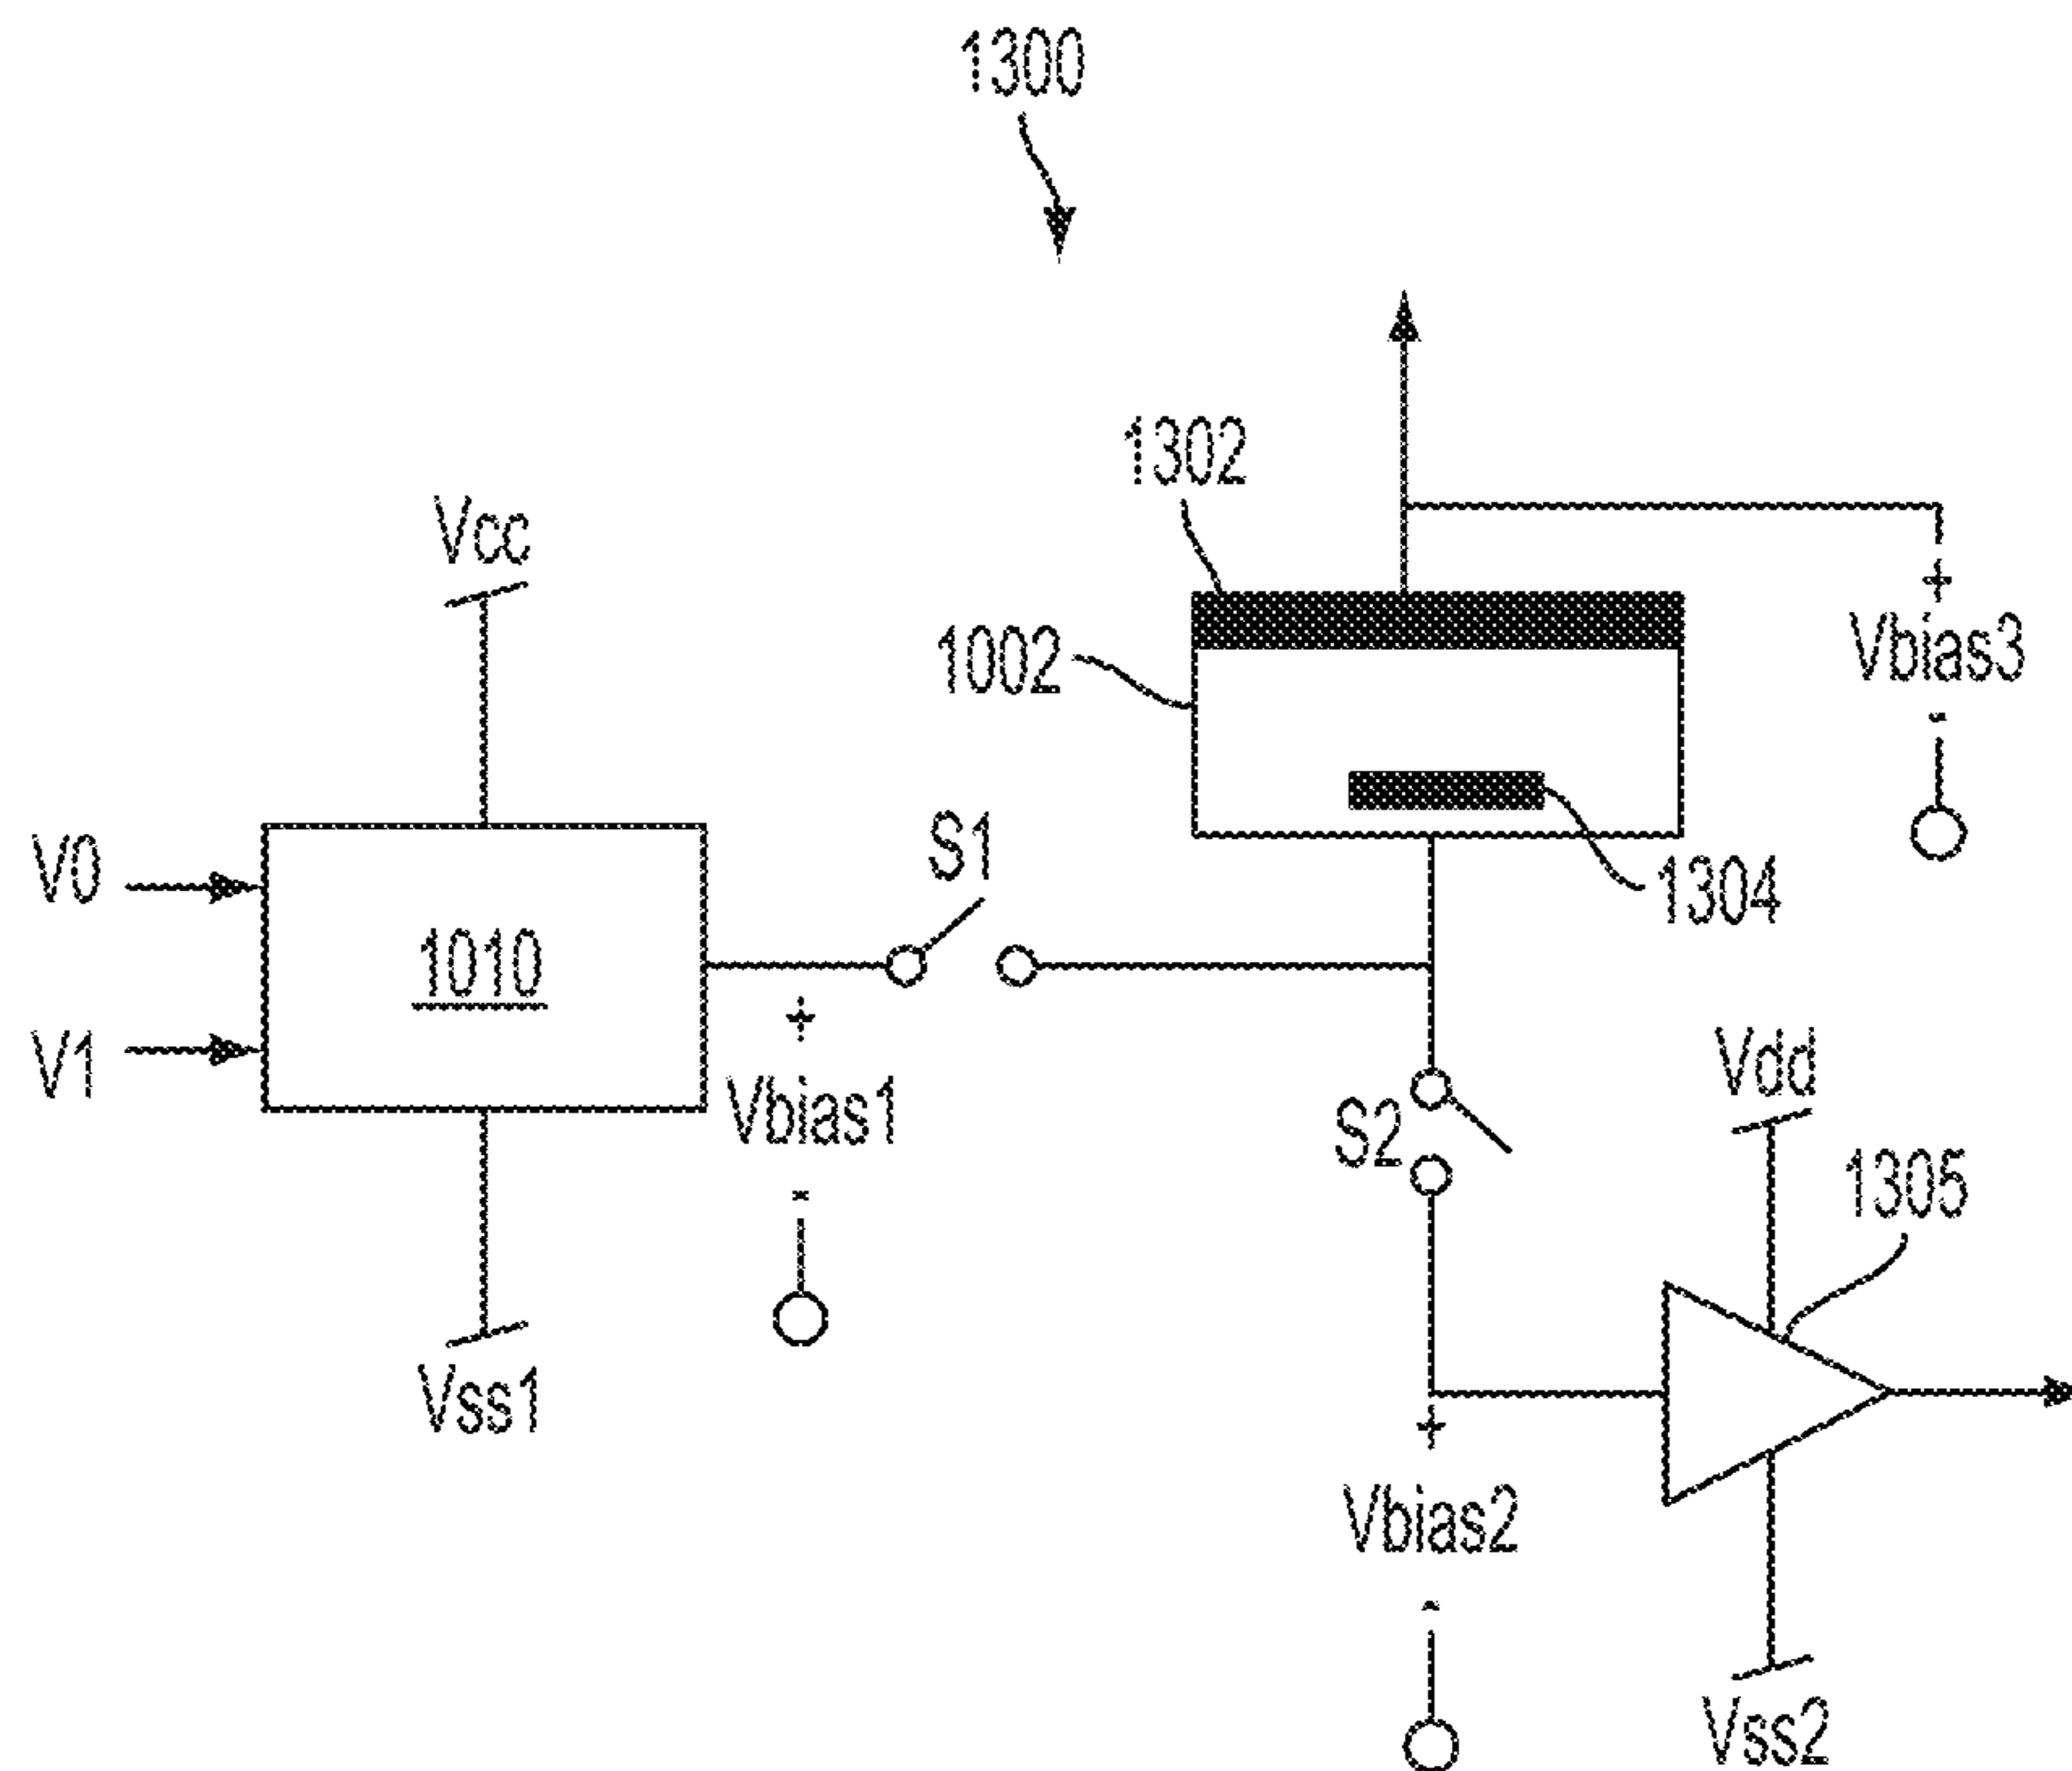 1300
1302
Vcc
1002
+
Vbias3
-
V0
S1
1304
1010
V1
+
Vbias1
-
Vdd
S2
1305
Vss1
+
Vbias2
-
Vss2